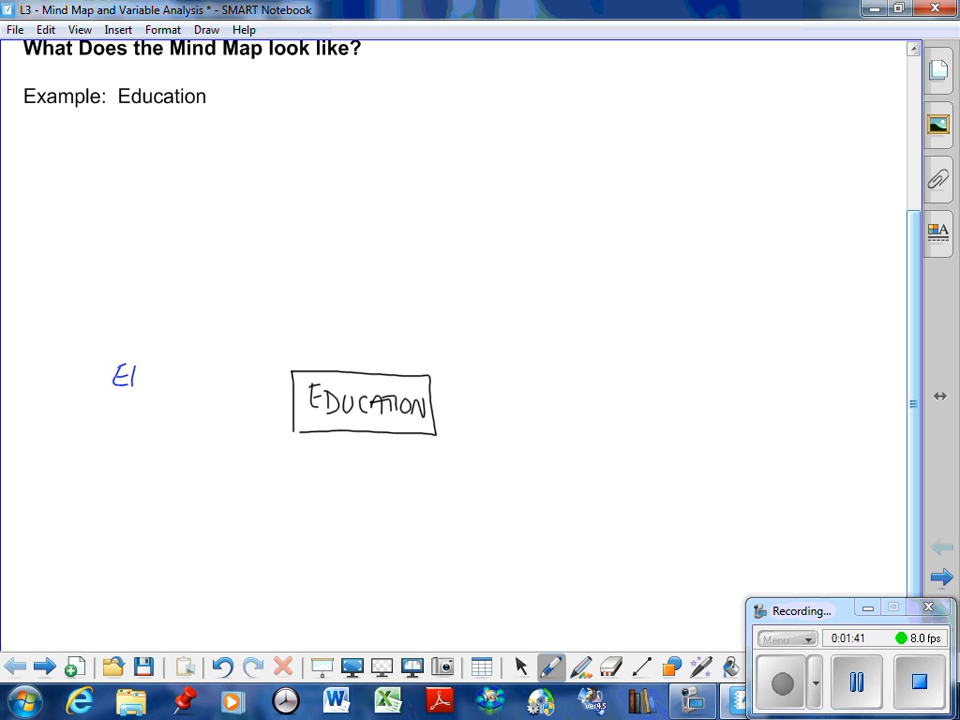 L3 - Mind Map and Variable Analysis * - SMART Notebook
File Edit View Insert Format Draw Help
What Does the Mind Map look like?
Example: Education
El
EDUCATION
Recording...
Menu 0:01:41 8.0 fps